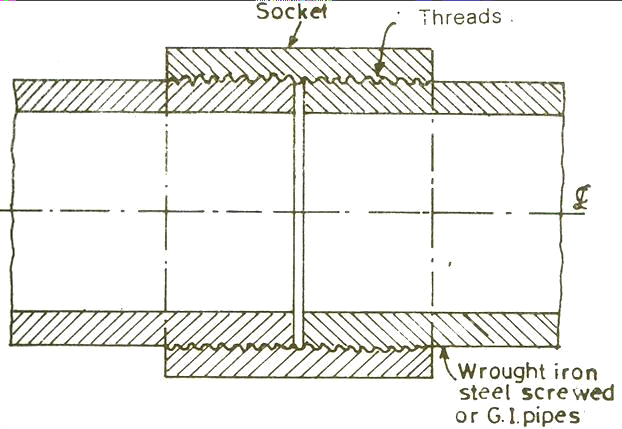 Socket
Threads
℄
Wrought iron
steel screwed
or G.I. pipes